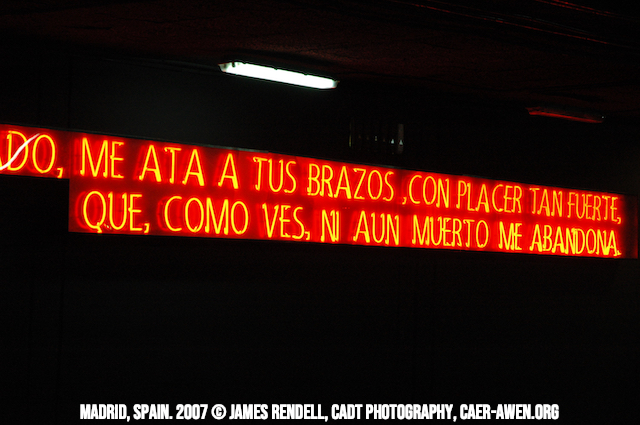 ADO, ME ATA A TUS BRAZOS ,CON PLACER TAN FUERTE,
QUE, COMO VES, NI AUN MUERTO ME ABANDONA.
MADRID, SPAIN. 2007 © JAMES RENDELL, CADT PHOTOGRAPHY, CAER-AWEN.ORG